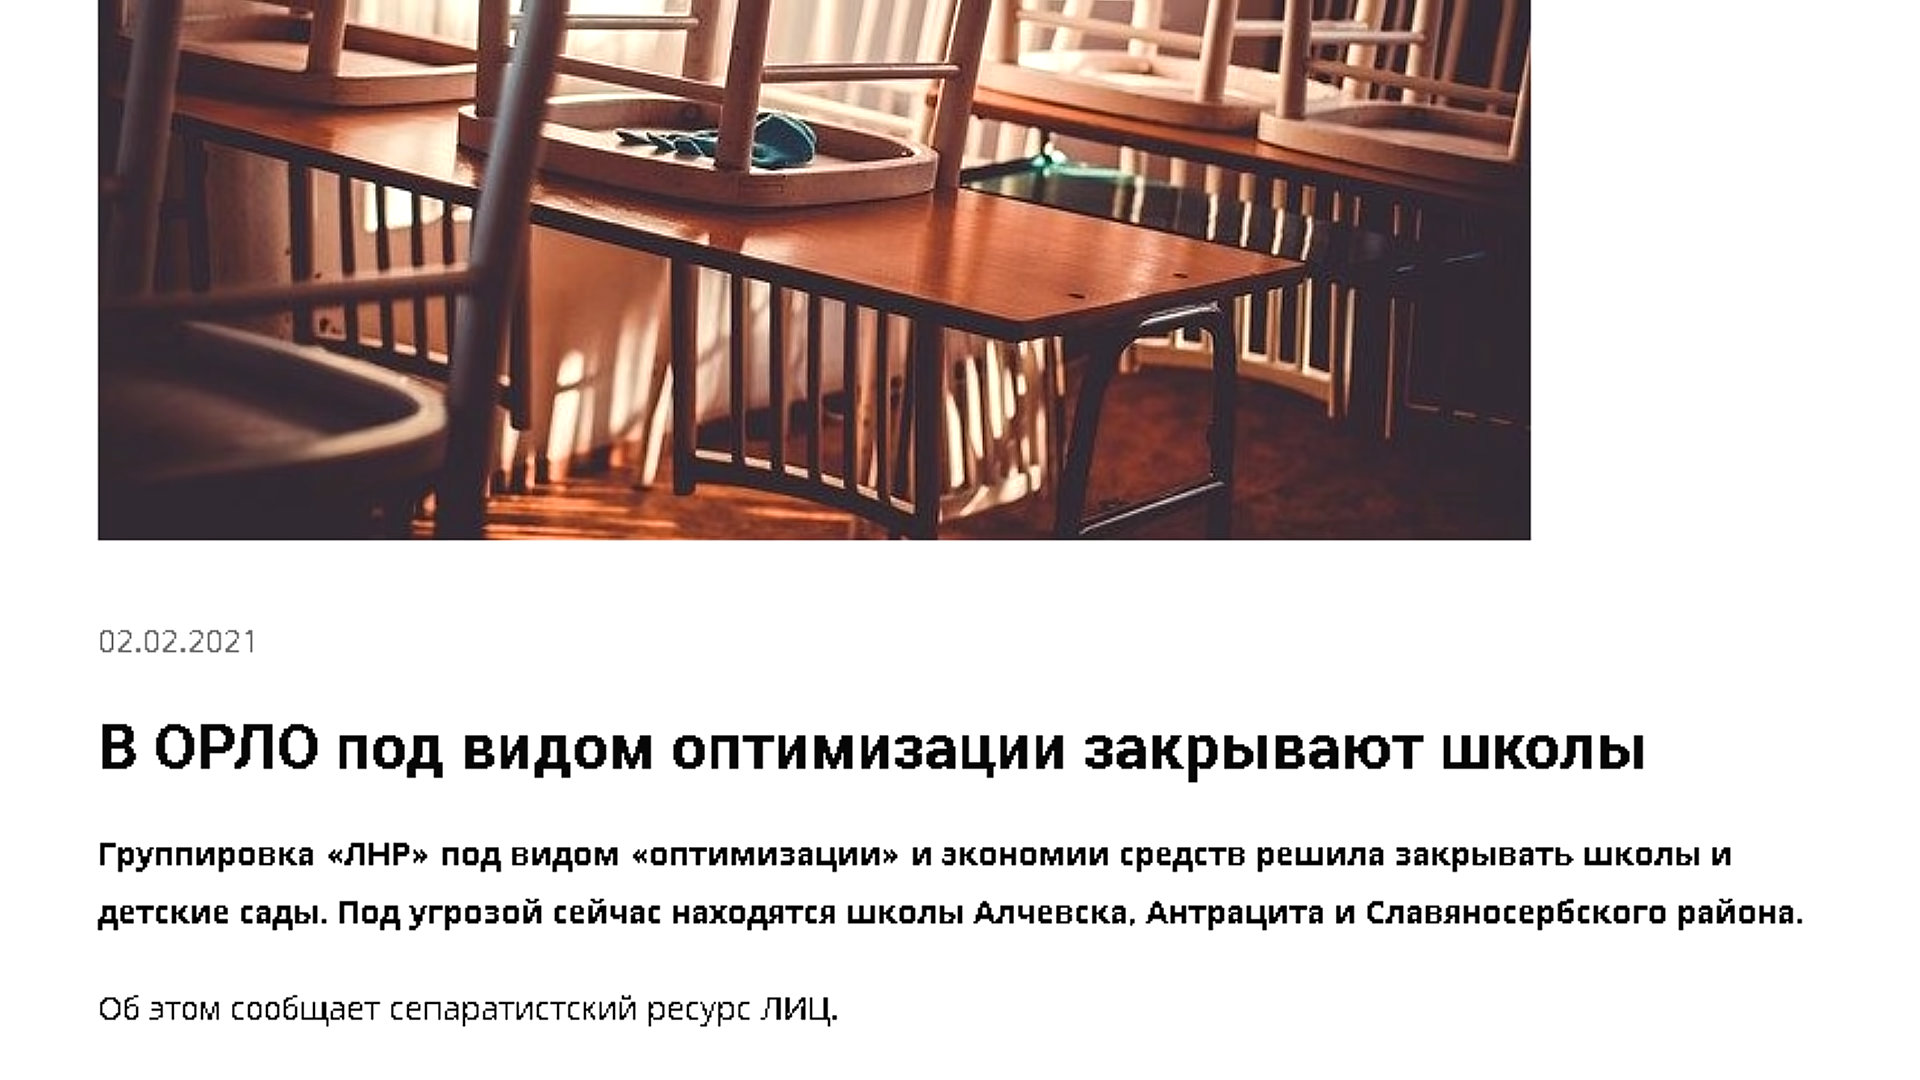 02.02.2021
В ОРЛО под видом оптимизации закрывают школы
Группировка «ЛНР» под видом «оптимизации» и экономии средств решила закрывать школы и
детские сады. Под угрозой сейчас находятся школы Алчевска, Антрацита и Славяносербского района.
Об этом сообщает сепаратистский ресурс ЛИЦ.